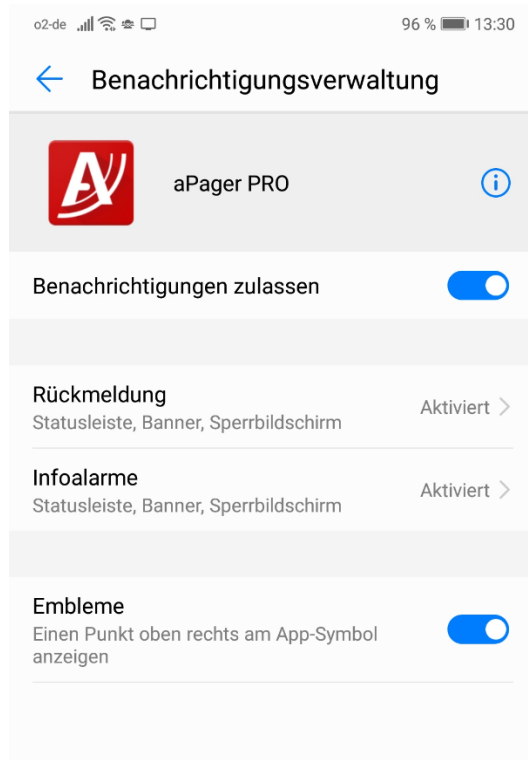 o2-de 96 % 13:30
Benachrichtigungsverwaltung
aPager PRO
Benachrichtigungen zulassen
Rückmeldung
Statusleiste, Banner, Sperrbildschirm
Aktiviert
Infoalarme
Statusleiste, Banner, Sperrbildschirm
Aktiviert
Embleme
Einen Punkt oben rechts am App-Symbol
anzeigen